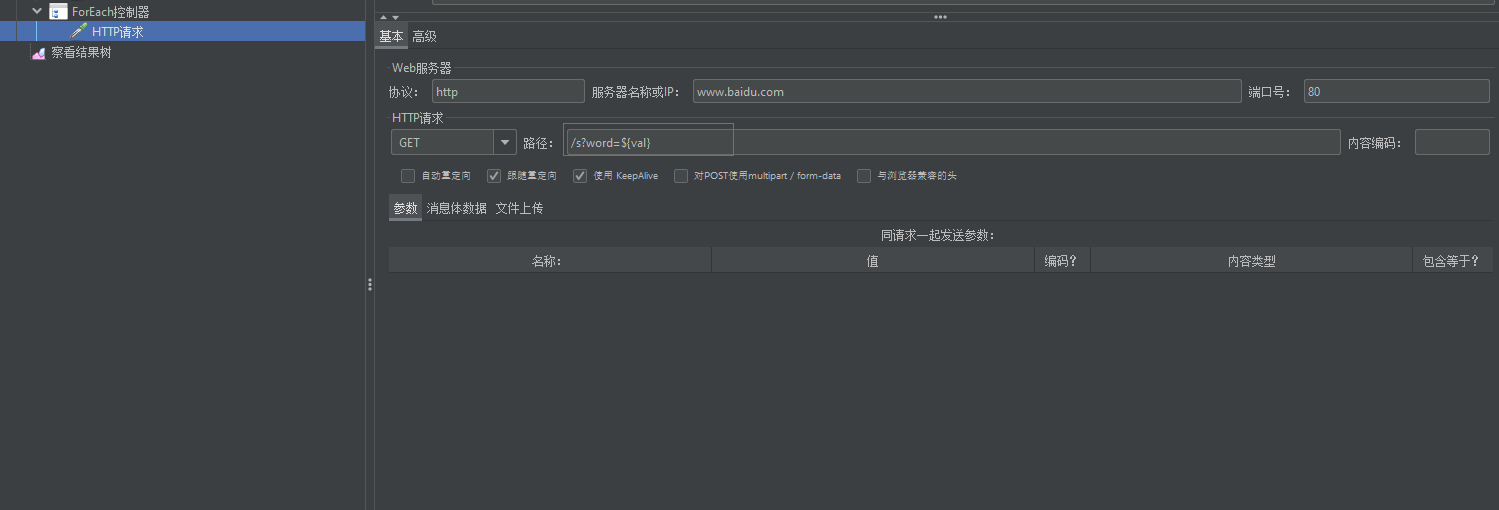 ForEach控制器
HTTP请求
察看结果树
基本 高级
Web服务器
协议： http 服务器名称或IP： www.baidu.com 端口号： 80
HTTP请求
GET 路径： /s?word=${val} 内容编码：
自动重定向 跟随重定向 使用 KeepAlive 对POST使用multipart / form-data 与浏览器兼容的头
参数 消息体数据 文件上传
同请求一起发送参数：
名称： 值 编码？ 内容类型 包含等于？